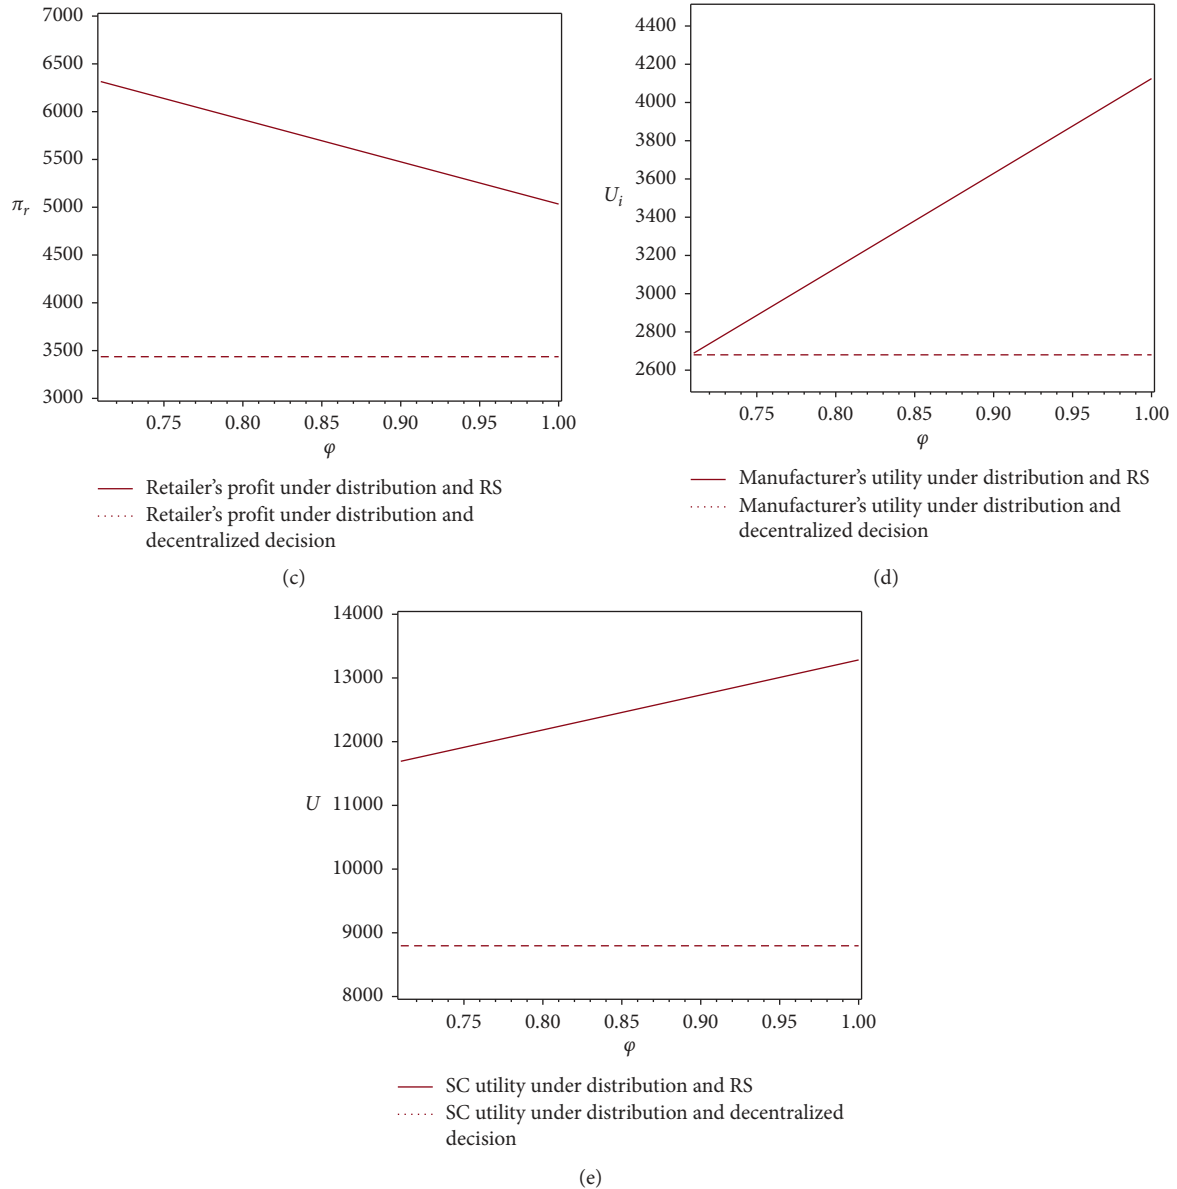 7000
6500
6000
5500
5000
4500
4000
3500
3000
π_r
0.75 0.80 0.85 0.90 0.95 1.00
φ
Retailer’s profit under distribution and RS
Retailer’s profit under distribution and
decentralized decision
(c)
4400
4200
4000
3800
3600
3400
3200
3000
2800
2600
U_i
0.75 0.80 0.85 0.90 0.95 1.00
φ
Manufacturer’s utility under distribution and RS
Manufacturer’s utility under distribution and
decentralized decision
(d)
14000
13000
12000
11000
10000
9000
8000
U
0.75 0.80 0.85 0.90 0.95 1.00
φ
SC utility under distribution and RS
SC utility under distribution and decentralized
decision
(e)